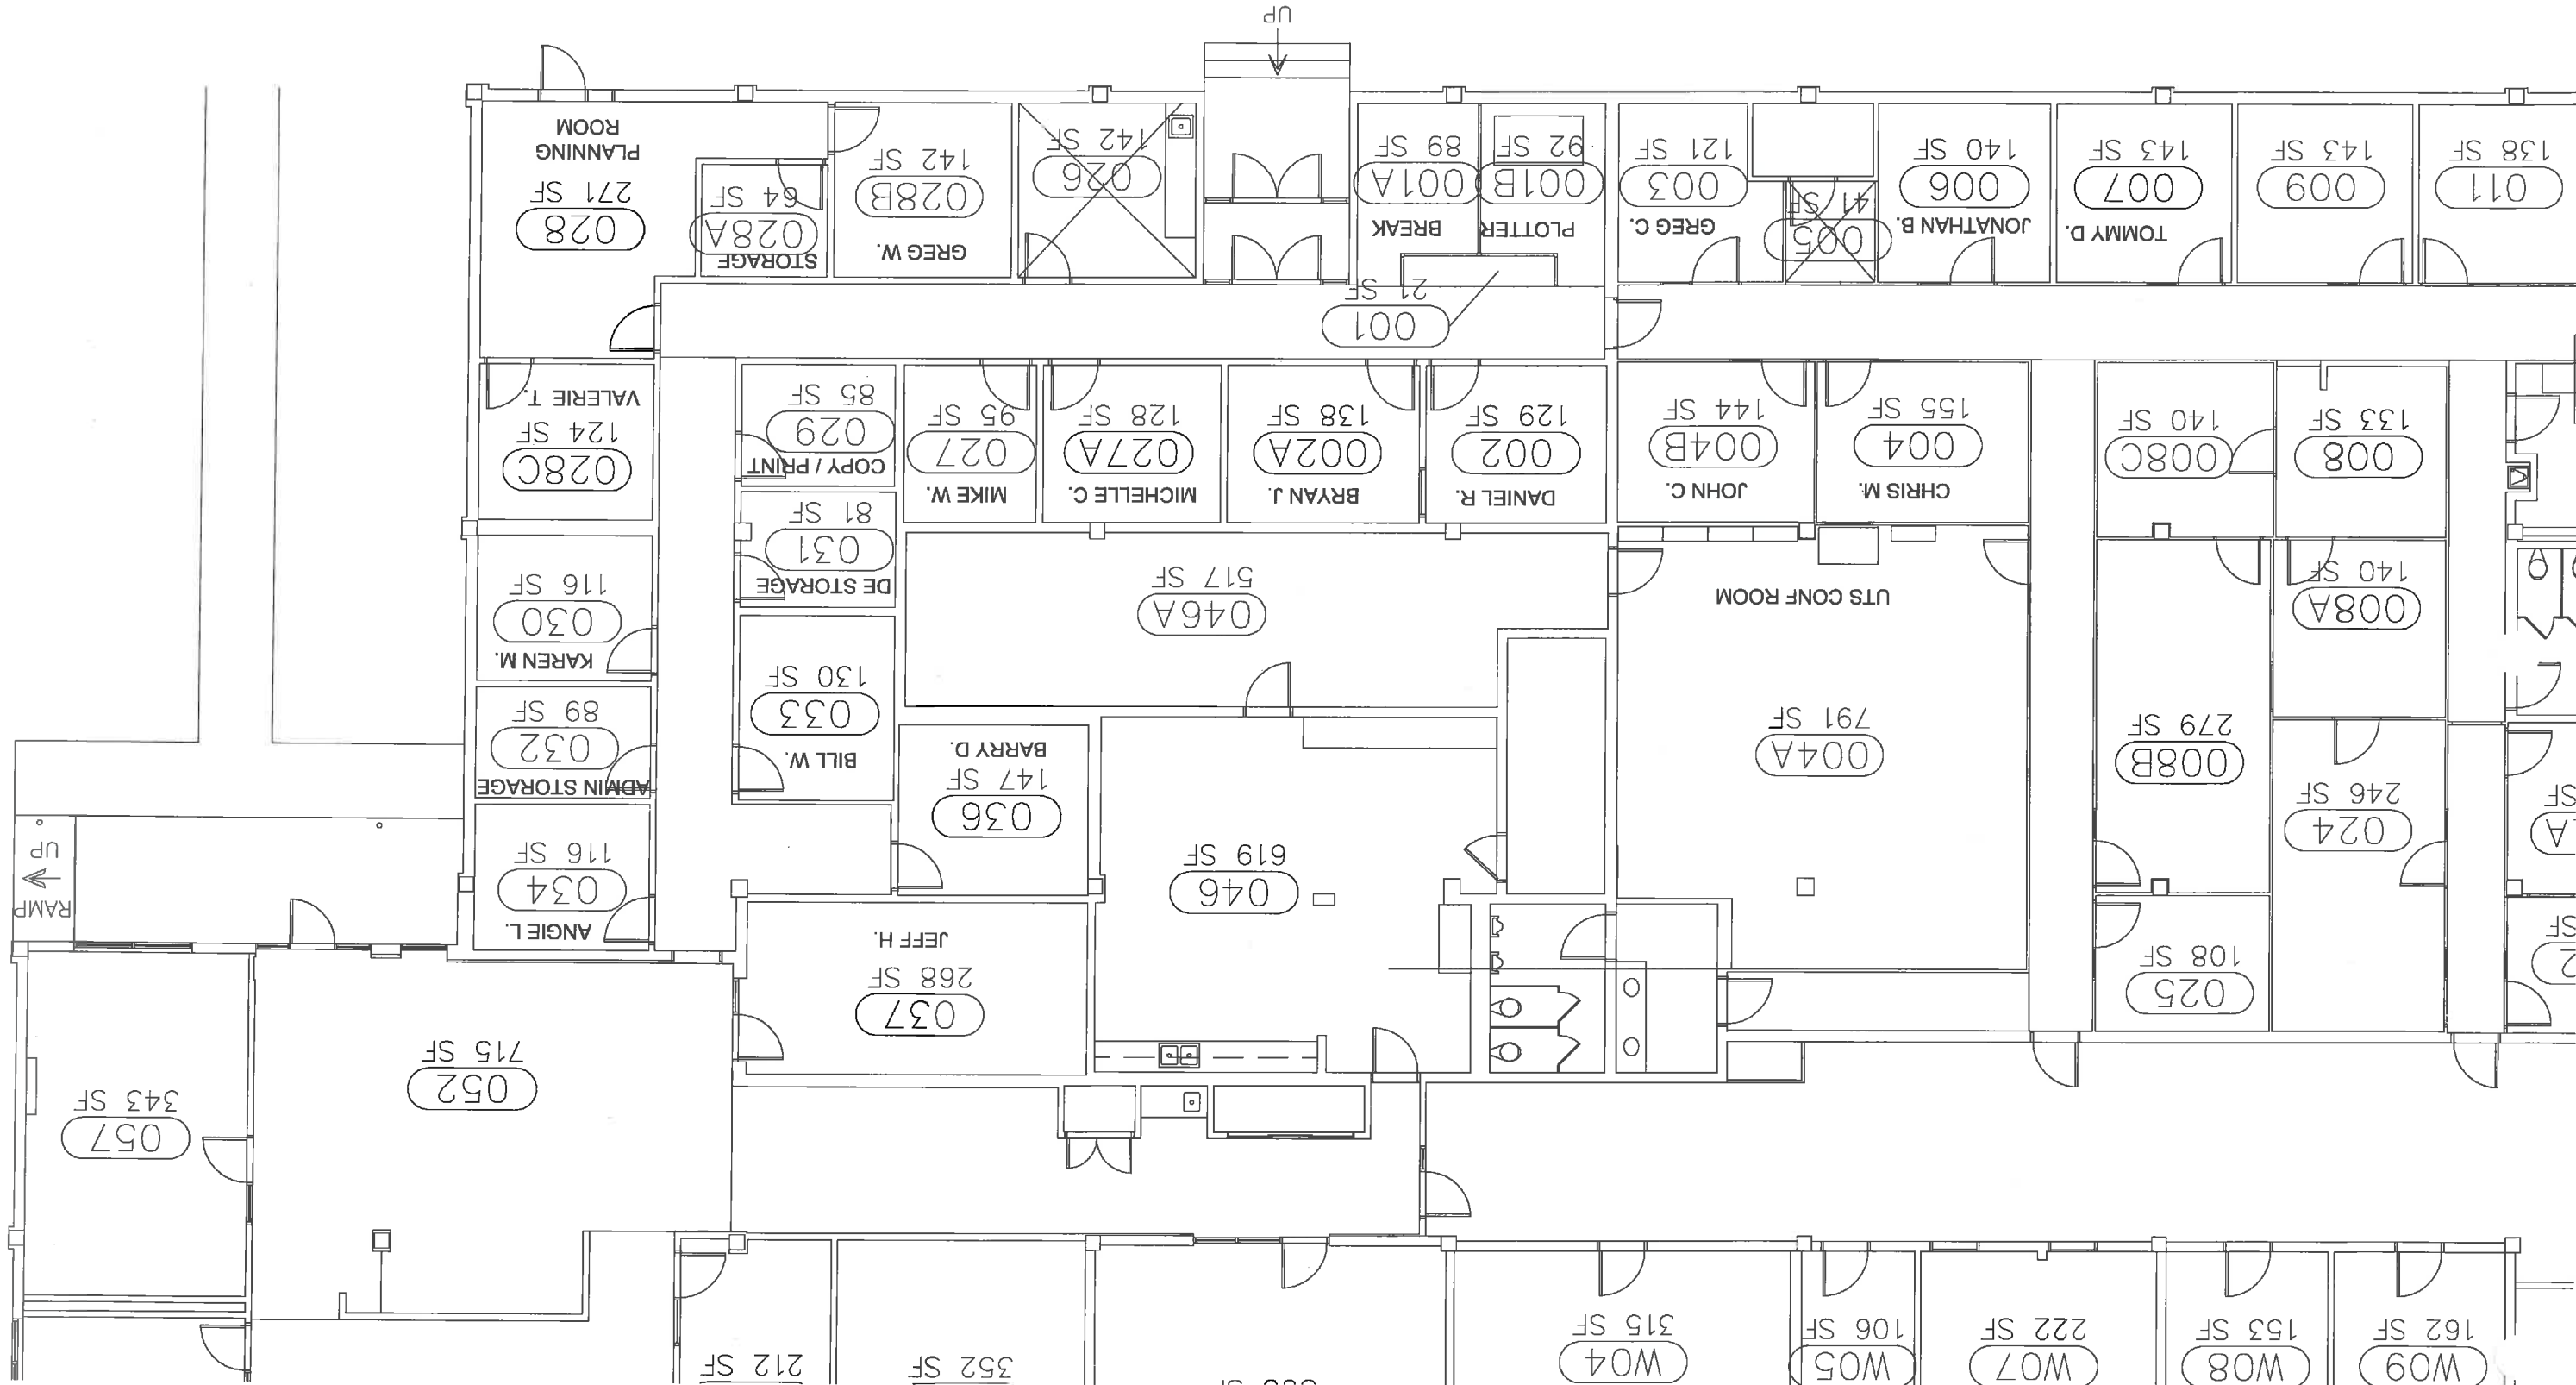 W09
162 SF
W08
153 SF
W07
222 SF
W05
106 SF
W04
315 SF
352 SF
212 SF
057
343 SF
052
715 SF
037
268 SF
JEFF H.
025
108 SF
024
246 SF
008B
279 SF
008A
140 SF
008
133 SF
008C
140 SF
004A
791 SF
UTS CONF ROOM
046
619 SF
046A
517 SF
036
147 SF
BARRY D.
RAMP
UP
ANGIE L.
034
116 SF
ADMIN STORAGE
032
89 SF
KAREN M.
030
116 SF
028C
124 SF
VALERIE T.
BILL W.
033
130 SF
DE STORAGE
031
81 SF
COPY / PRINT
029
85 SF
CHRIS M.
004
155 SF
JOHN C.
004B
144 SF
DANIEL R.
002
129 SF
BRYAN J.
002A
138 SF
MICHELLE C.
027A
128 SF
MIKE W.
027
95 SF
001
21 SF
011
138 SF
009
143 SF
TOMMY D.
007
143 SF
JONATHAN B.
006
140 SF
005
41 SF
GREG C.
003
121 SF
PLOTTER
001B
92 SF
BREAK
001A
89 SF
026
142 SF
GREG W.
028B
142 SF
STORAGE
028A
64 SF
028
271 SF
PLANNING
ROOM
UP